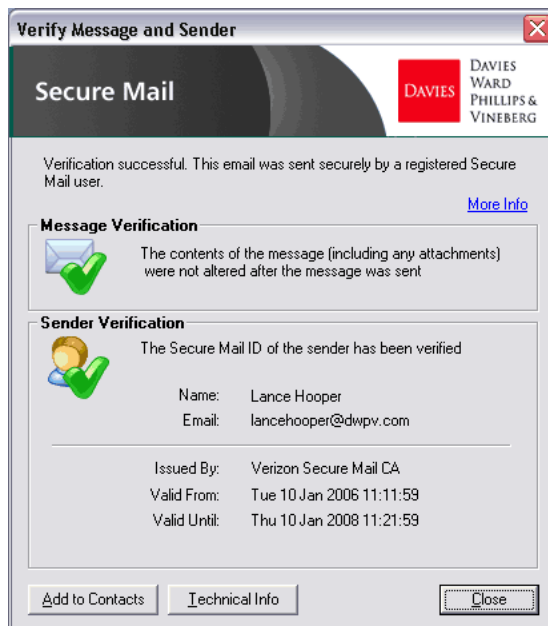 Verify Message and Sender
Secure Mail
DAVIES
DAVIES
WARD
PHILLIPS &
VINEBERG
Verification successful. This email was sent securely by a registered Secure
Mail user.
More Info
Message Verification
The contents of the message (including any attachments)
were not altered after the message was sent
Sender Verification
The Secure Mail ID of the sender has been verified
Name: Lance Hooper
Email: lancehooper@dwpv.com
Issued By: Verizon Secure Mail CA
Valid From: Tue 10 Jan 2006 11:11:59
Valid Until: Thu 10 Jan 2008 11:21:59
Add to Contacts Technical Info Close